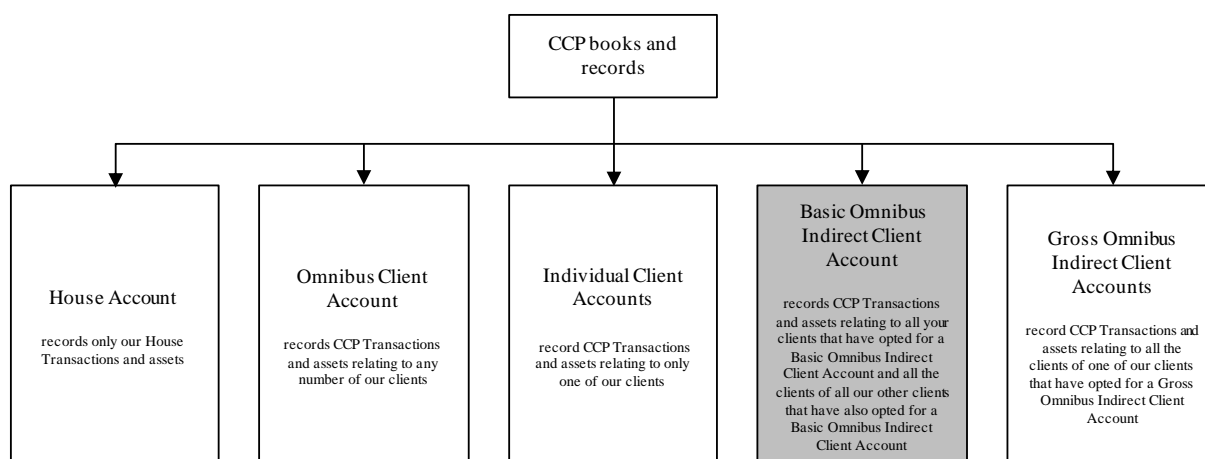 CCP books and
records
House Account
records only our House
Transactions and assets
Omnibus Client
Account
records CCP Transactions
and assets relating to any
number of our clients
Individual Client
Accounts
record CCP Transactions
and assets relating to only
one of our clients
Basic Omnibus
Indirect Client
Account
records CCP Transactions
and assets relating to all your
clients that have opted for a
Basic Omnibus Indirect
Client Account and all the
clients of all our other clients
that have also opted for a
Basic Omnibus Indirect
Client Account
Gross Omnibus
Indirect Client
Accounts
record CCP Transactions and
assets relating to all the
clients of one of our clients
that have opted for a Gross
Omnibus Indirect Client
Account